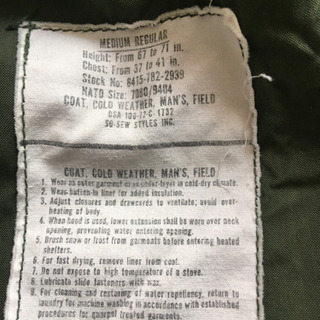 MEDIUM REGULAR
Height: From 67 to 71 in.
Chest: From 37 to 41 in.
Stock No: 8415-782-2939
NATO Size: 7080/9404
COAT, COLD WEATHER, MAN'S, FIELD
DSA 100-77-C-1732
SO-SEW STYLES INC.
COAT, COLD WEATHER, MAN'S, FIELD
1. Wear as outer garment or under-layer in cold-dry climate.
2. Wear button-in liner for added insulation.
3. Adjust closures and drawcords to ventilate; avoid over-
heating of body.
4. When hood is used, lower extension shall be worn over neck
opening, preventing water entering opening.
5. Brush snow or frost from garments before entering heated
shelters.
6. For fast drying, remove liner from coat.
7. Do not expose to high temperature of a stove.
8. Lubricate slide fasteners with wax.
9. For cleaning and restoring of water repellency, return to
laundry for machine washing in accordance with established
procedures for quarpel treated garments.